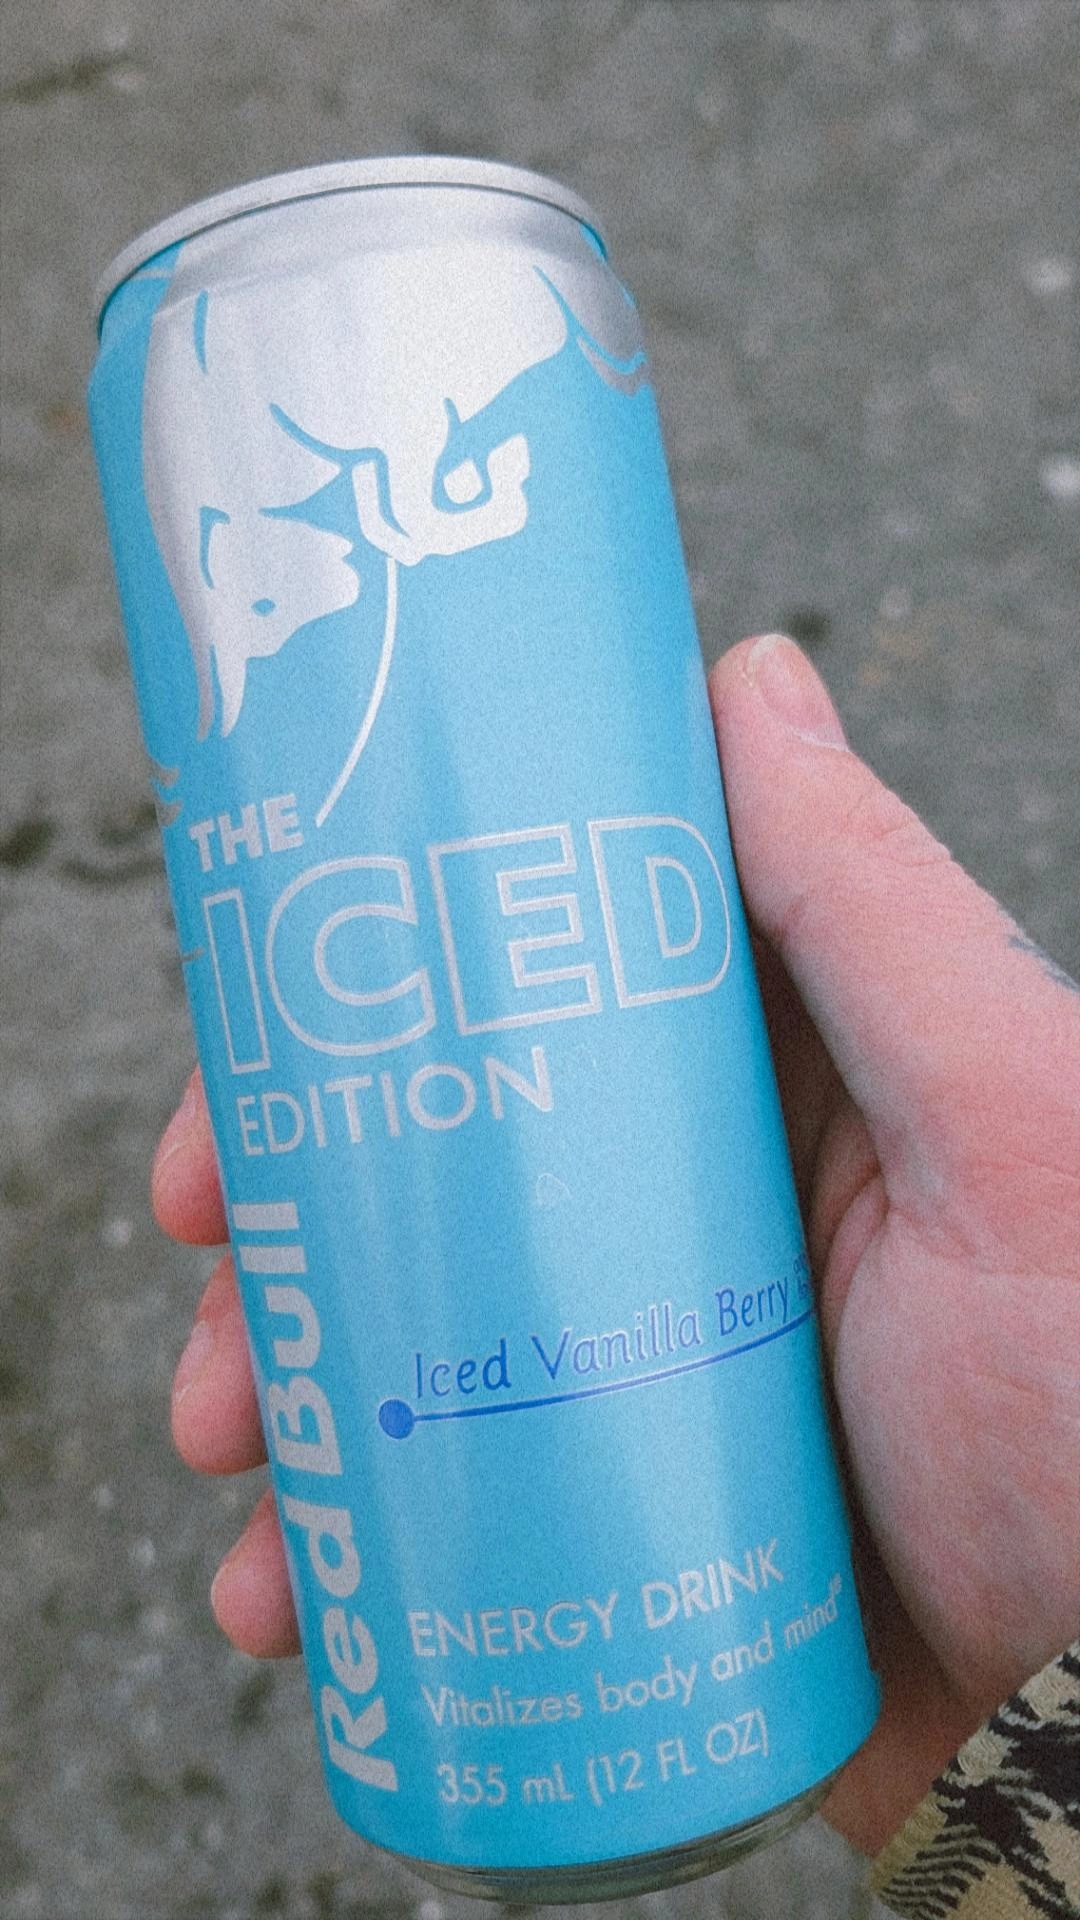 THE
ICED
EDITION
Red Bull
Iced Vanilla Berry
ENERGY DRINK
Vitalizes body and mind®
355 mL (12 FL OZ)